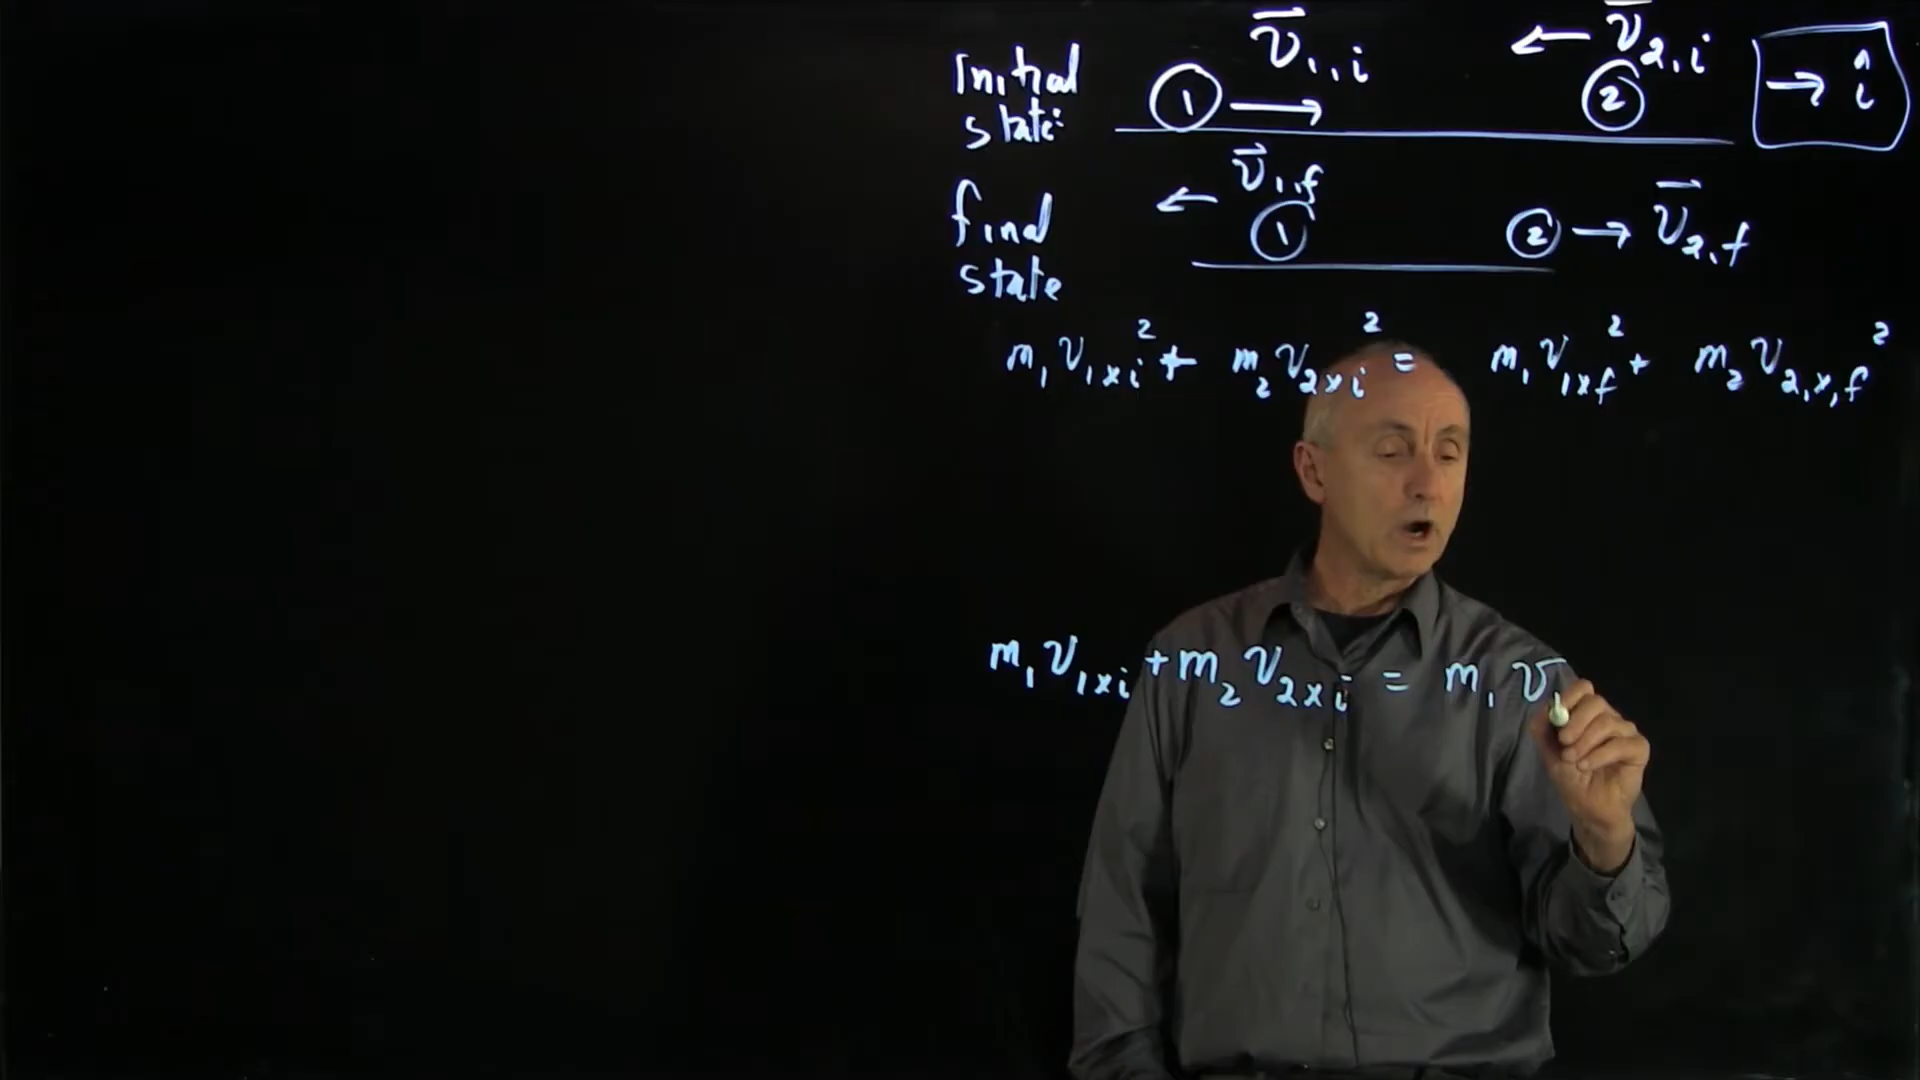 Initial state: ① → v⃗₁,ᵢ ← v⃗₂,ᵢ ② → î
final state ← v⃗₁,f ① ② → v⃗₂,f
m₁ v₁ₓᵢ² + m₂ v₂ₓᵢ² = m₁ v₁ₓf² + m₂ v₂,ₓ,f²
m₁ v₁ₓᵢ + m₂ v₂ₓᵢ = m₁ v₁